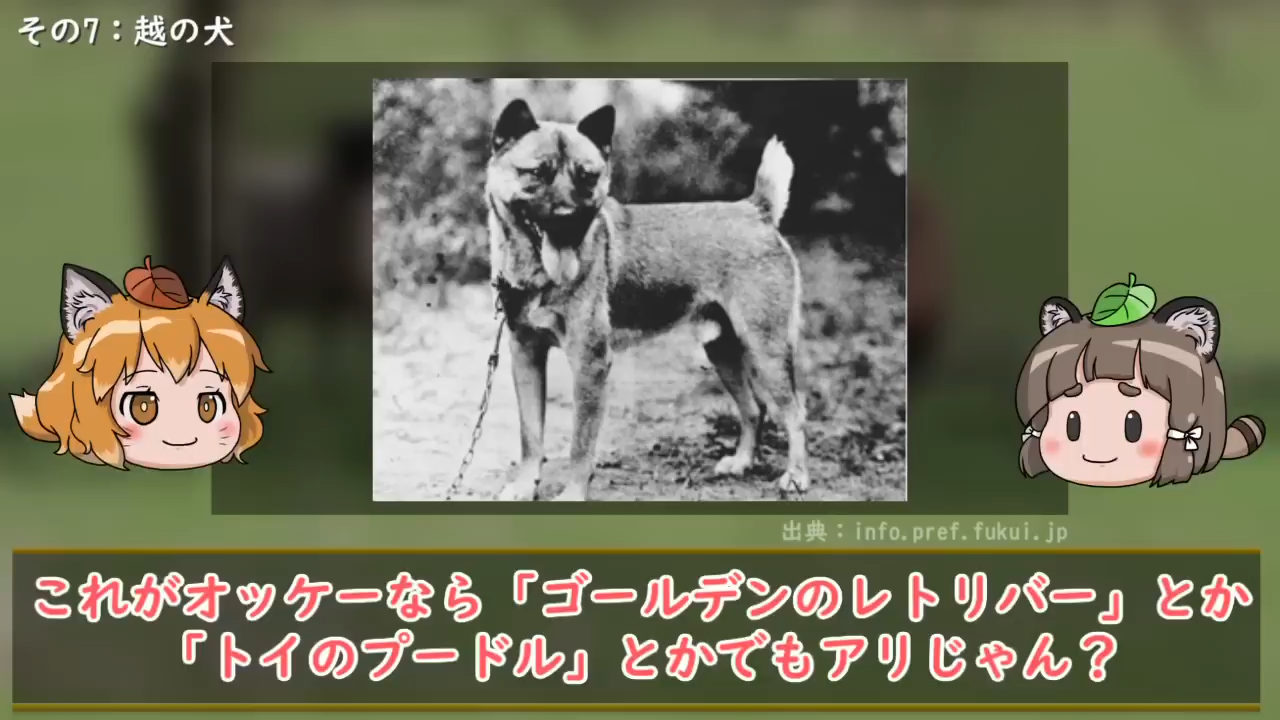 その7：越の犬
出典：info.pref.fukui.jp
これがオッケーなら「ゴールデンのレトリバー」とか
「トイのプードル」とかでもアリじゃん？